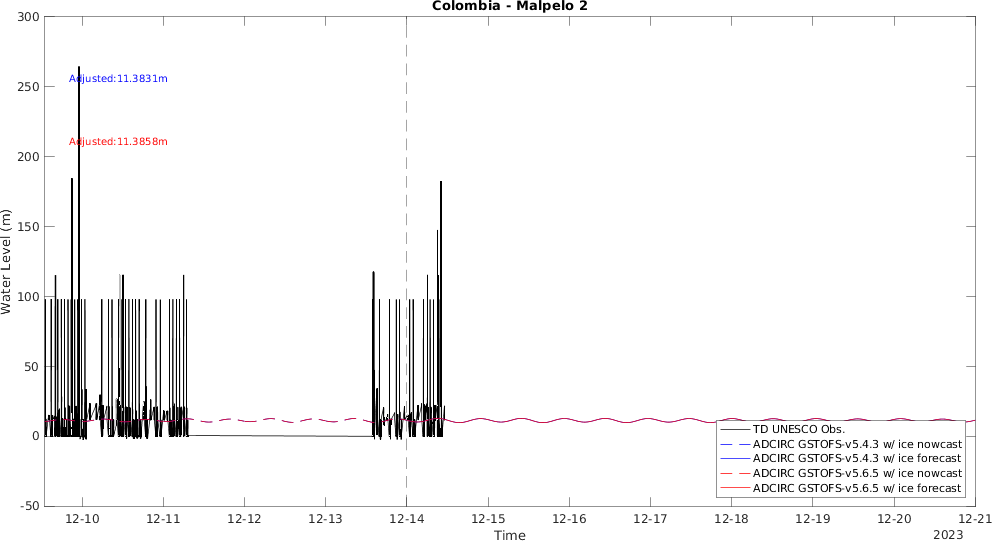 Colombia - Malpelo 2
300
250
200
150
100
50
0
-50
Water Level (m)
Adjusted:11.3831m
Adjusted:11.3858m
TD UNESCO Obs.
ADCIRC GSTOFS-v5.4.3 w/ ice nowcast
ADCIRC GSTOFS-v5.4.3 w/ ice forecast
ADCIRC GSTOFS-v5.6.5 w/ ice nowcast
ADCIRC GSTOFS-v5.6.5 w/ ice forecast
12-10 12-11 12-12 12-13 12-14 12-15 12-16 12-17 12-18 12-19 12-20 12-21
Time
2023